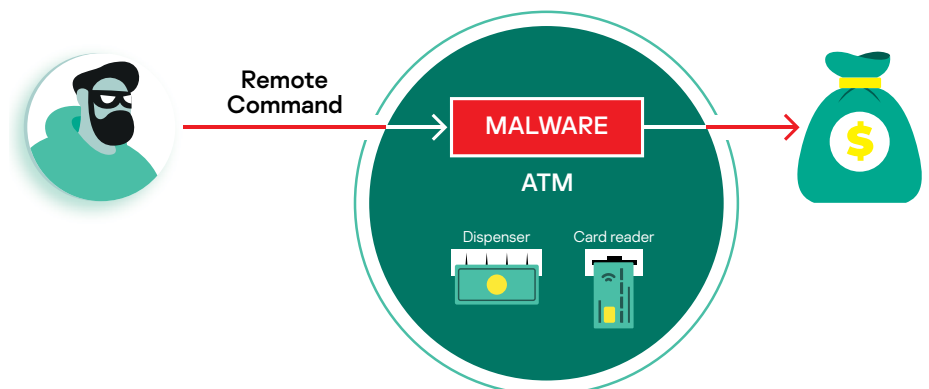 Remote
Command
MALWARE
ATM
Dispenser
Card reader
$